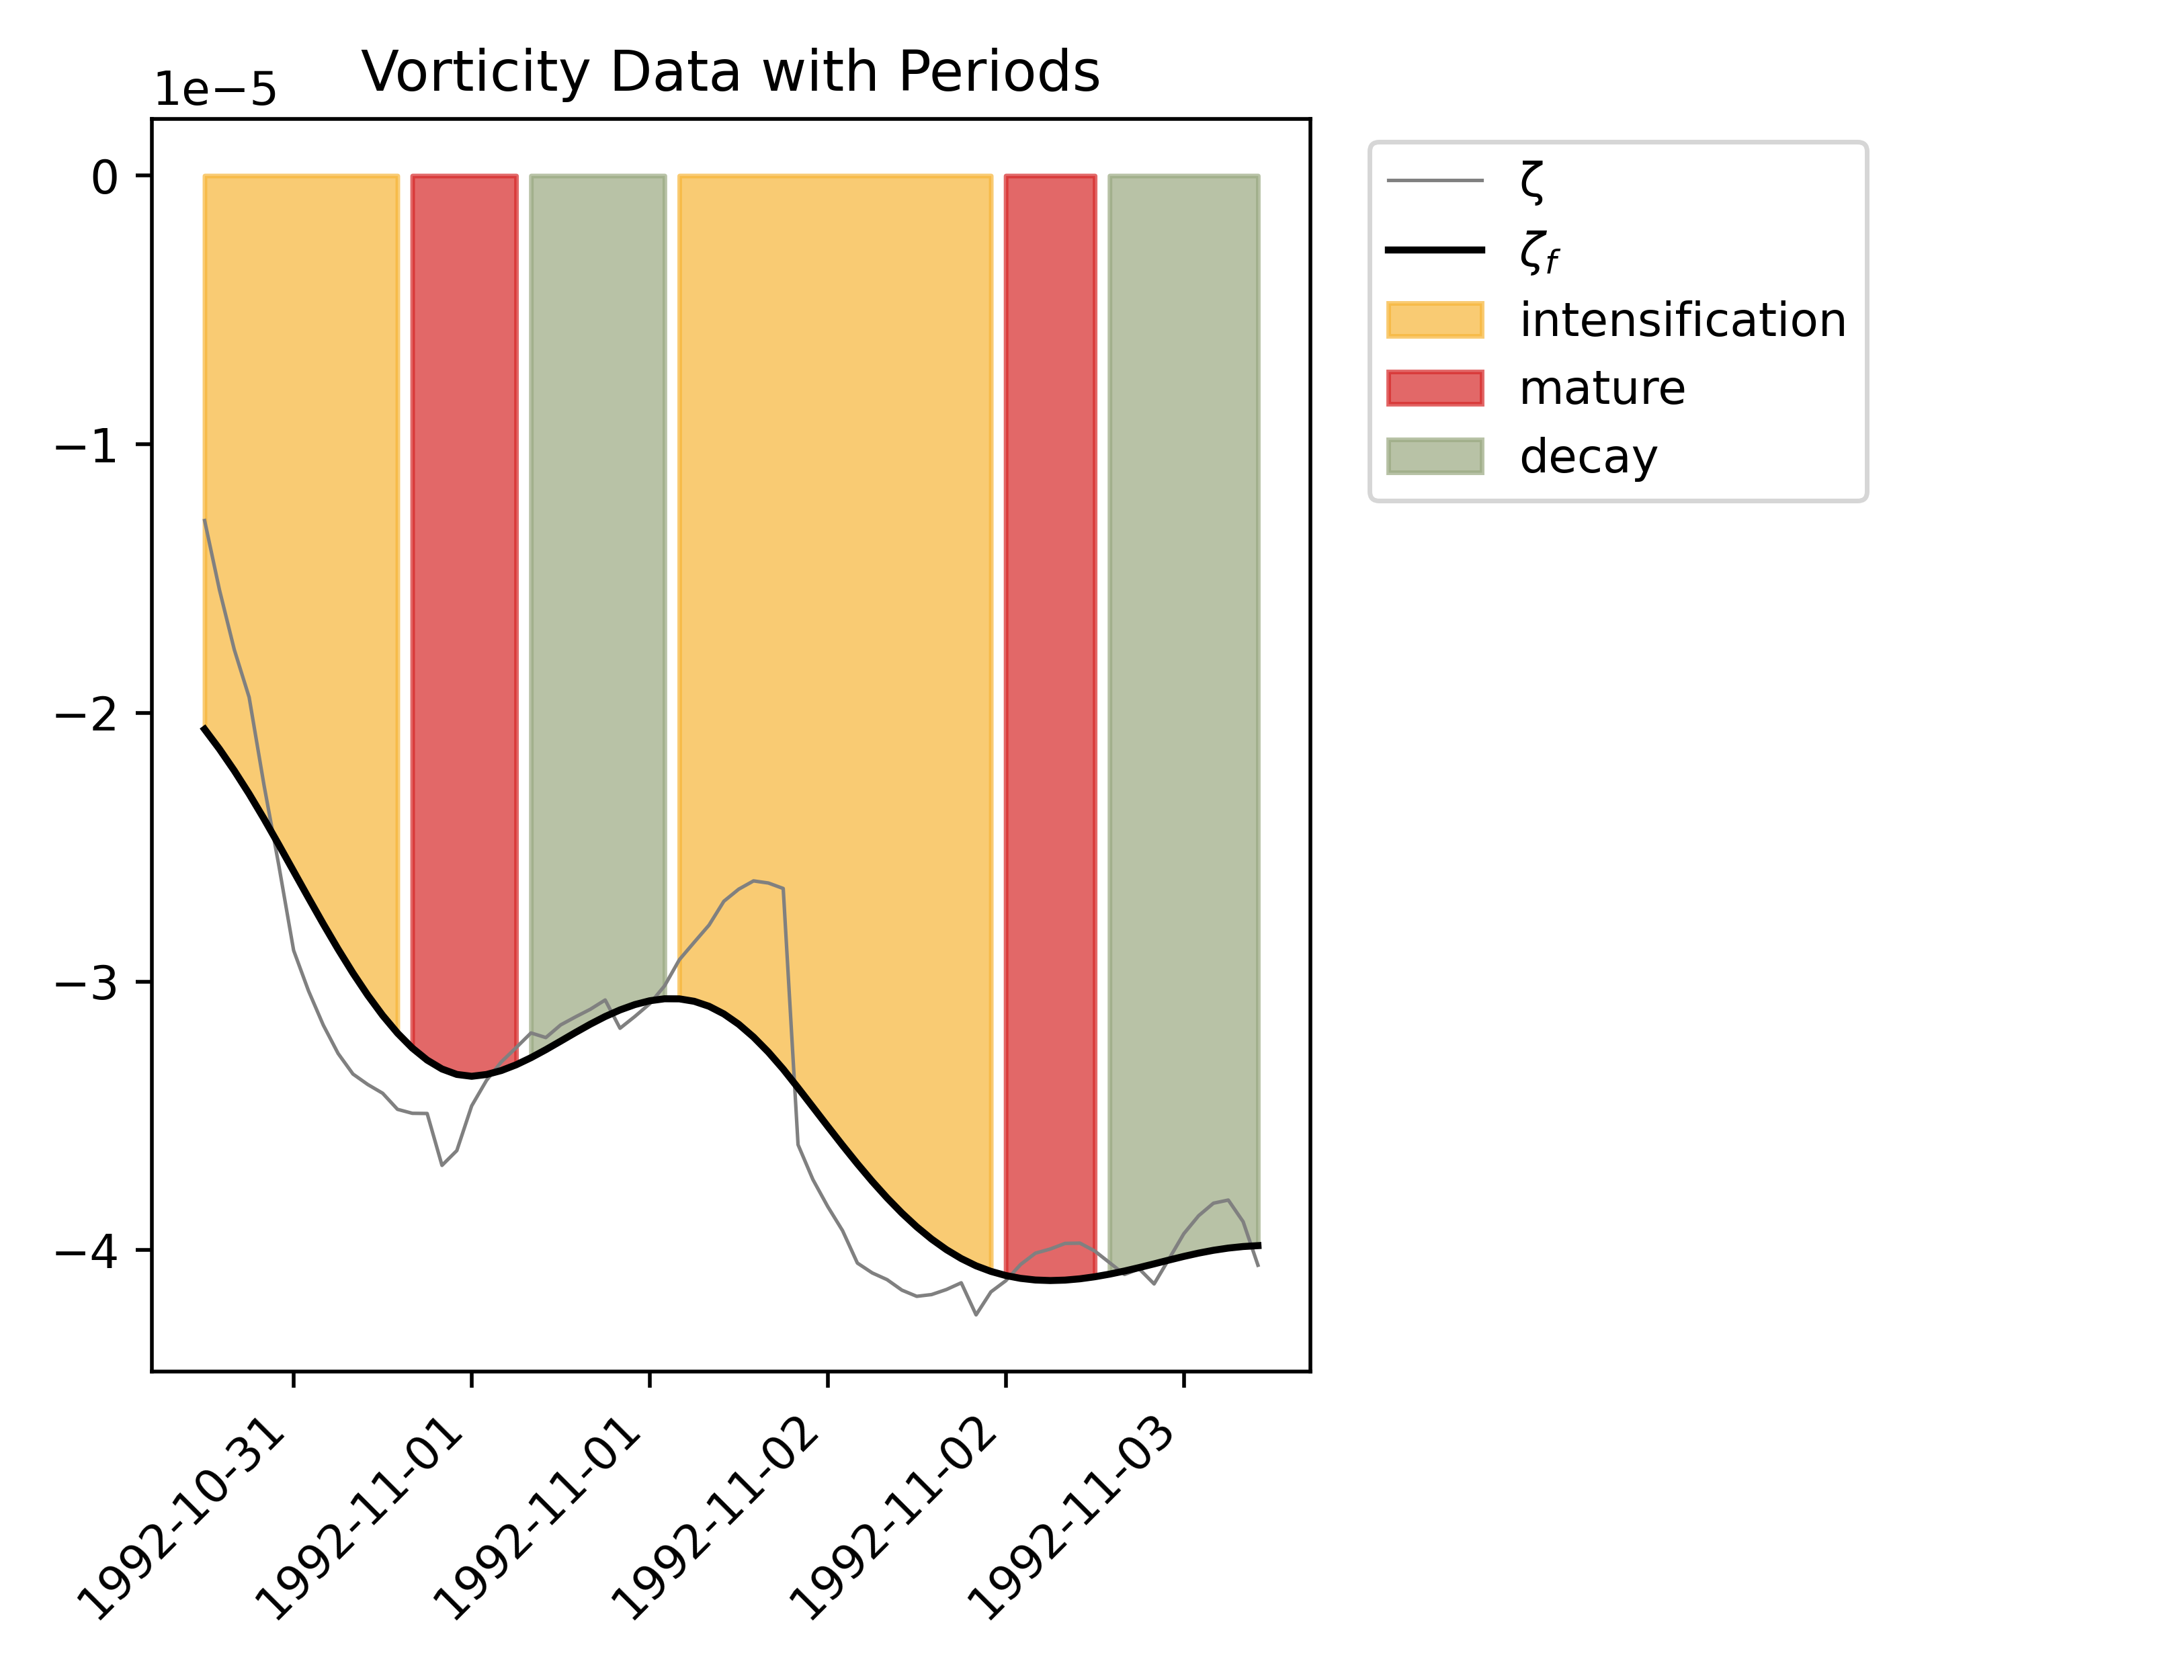 Vorticity Data with Periods
1e−5
0
−1
−2
−3
−4
1992-10-31
1992-11-01
1992-11-01
1992-11-02
1992-11-02
1992-11-03
ζ
ζf
intensification
mature
decay